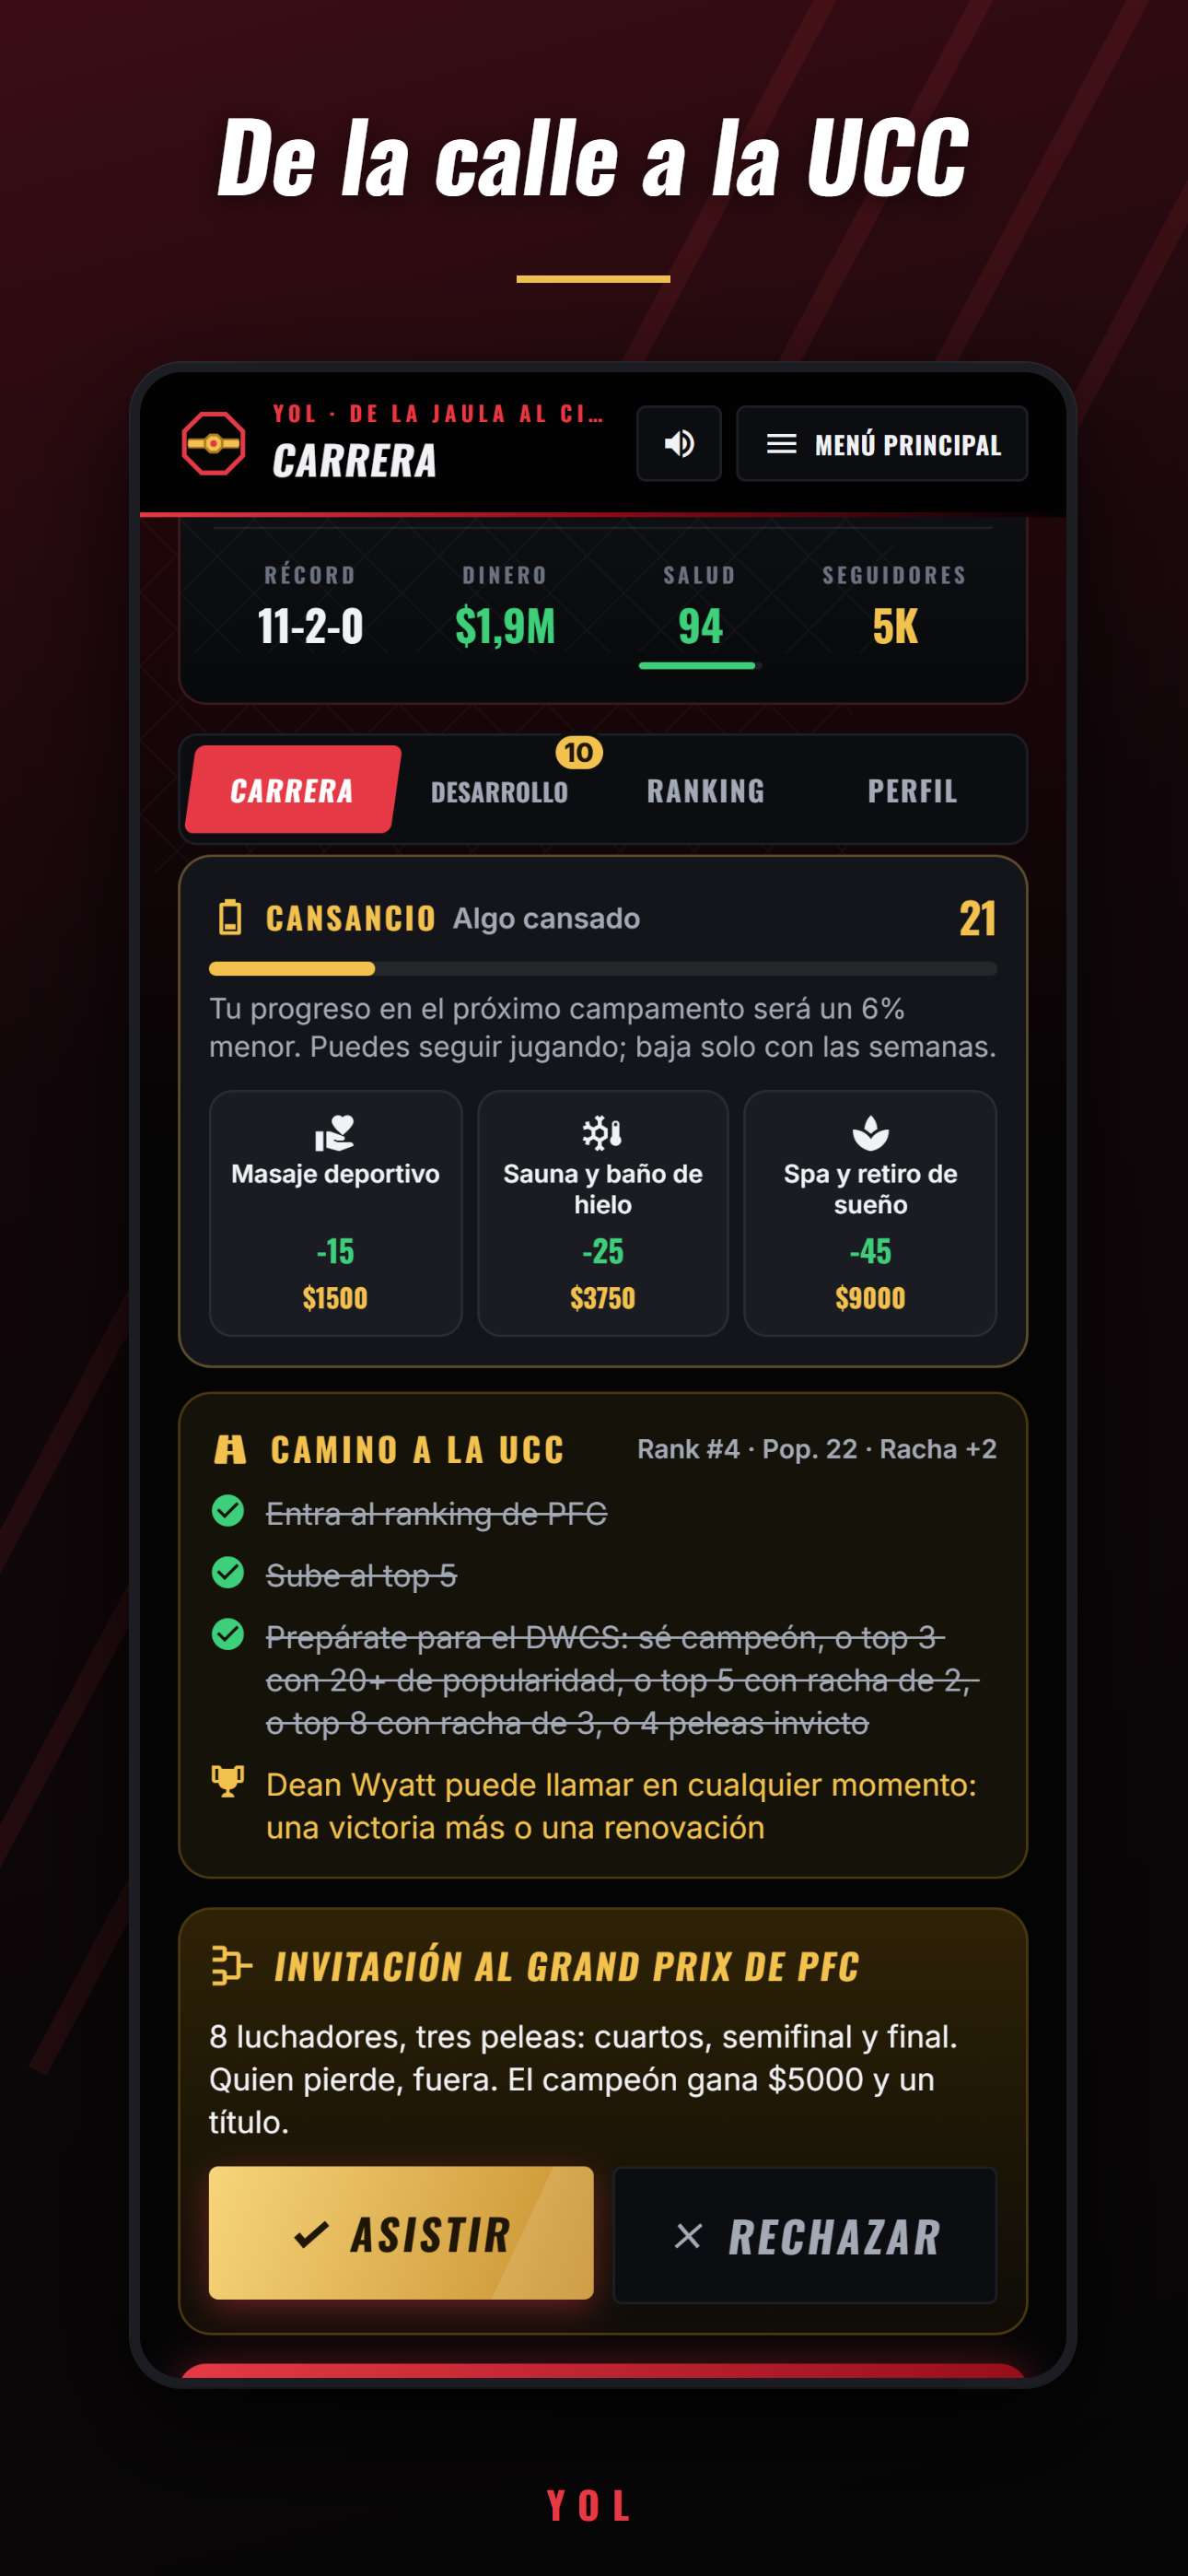 De la calle a la UCC
YOL · DE LA JAULA AL CI...
CARRERA
MENÚ PRINCIPAL
RÉCORD DINERO SALUD SEGUIDORES
11-2-0 $1,9M 94 5K
10
CARRERA DESARROLLO RANKING PERFIL
CANSANCIO Algo cansado 21
Tu progreso en el próximo campamento será un 6%
menor. Puedes seguir jugando; baja solo con las semanas.
Masaje deportivo
-15
$1500
Sauna y baño de
hielo
-25
$3750
Spa y retiro de
sueño
-45
$9000
CAMINO A LA UCC Rank #4 · Pop. 22 · Racha +2
Entra al ranking de PFC
Sube al top 5
Prepárate para el DWCS: sé campeón, o top 3
con 20+ de popularidad, o top 5 con racha de 2,
o top 8 con racha de 3, o 4 peleas invicto
Dean Wyatt puede llamar en cualquier momento:
una victoria más o una renovación
INVITACIÓN AL GRAND PRIX DE PFC
8 luchadores, tres peleas: cuartos, semifinal y final.
Quien pierde, fuera. El campeón gana $5000 y un
título.
ASISTIR RECHAZAR
YOL